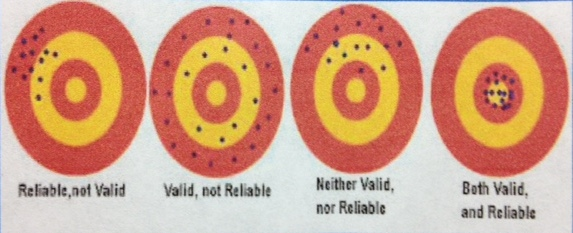 Reliable,not Valid
Valid, not Reliable
Neither Valid,
nor Reliable
Both Valid,
and Reliable